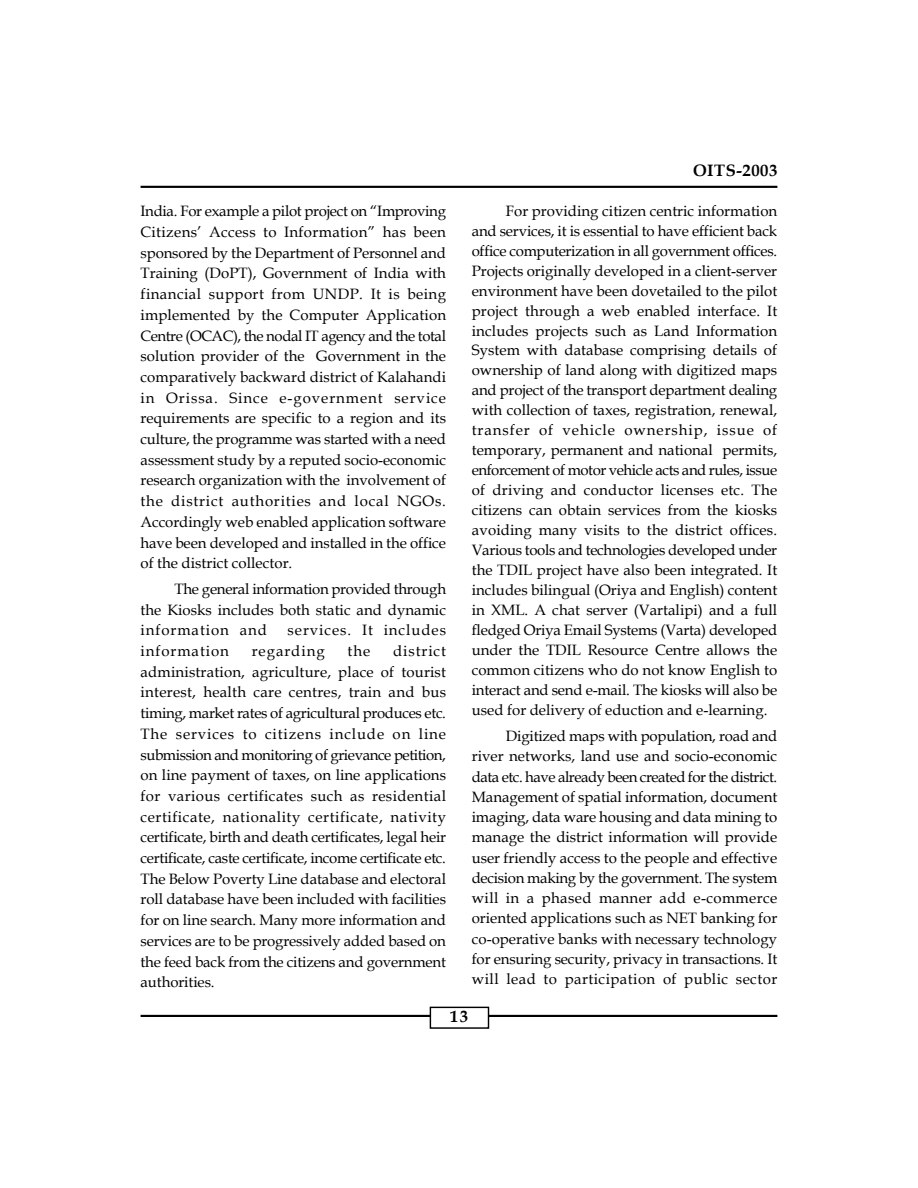 OITS-2003
India. For example a pilot project on “Improving
Citizens’ Access to Information” has been
sponsored by the Department of Personnel and
Training (DoPT), Government of India with
financial support from UNDP. It is being
implemented by the Computer Application
Centre (OCAC), the nodal IT agency and the total
solution provider of the Government in the
comparatively backward district of Kalahandi
in Orissa. Since e-government service
requirements are specific to a region and its
culture, the programme was started with a need
assessment study by a reputed socio-economic
research organization with the involvement of
the district authorities and local NGOs.
Accordingly web enabled application software
have been developed and installed in the office
of the district collector.
The general information provided through
the Kiosks includes both static and dynamic
information and services. It includes
information regarding the district
administration, agriculture, place of tourist
interest, health care centres, train and bus
timing, market rates of agricultural produces etc.
The services to citizens include on line
submission and monitoring of grievance petition,
on line payment of taxes, on line applications
for various certificates such as residential
certificate, nationality certificate, nativity
certificate, birth and death certificates, legal heir
certificate, caste certificate, income certificate etc.
The Below Poverty Line database and electoral
roll database have been included with facilities
for on line search. Many more information and
services are to be progressively added based on
the feed back from the citizens and government
authorities.
For providing citizen centric information
and services, it is essential to have efficient back
office computerization in all government offices.
Projects originally developed in a client-server
environment have been dovetailed to the pilot
project through a web enabled interface. It
includes projects such as Land Information
System with database comprising details of
ownership of land along with digitized maps
and project of the transport department dealing
with collection of taxes, registration, renewal,
transfer of vehicle ownership, issue of
temporary, permanent and national permits,
enforcement of motor vehicle acts and rules, issue
of driving and conductor licenses etc. The
citizens can obtain services from the kiosks
avoiding many visits to the district offices.
Various tools and technologies developed under
the TDIL project have also been integrated. It
includes bilingual (Oriya and English) content
in XML. A chat server (Vartalipi) and a full
fledged Oriya Email Systems (Varta) developed
under the TDIL Resource Centre allows the
common citizens who do not know English to
interact and send e-mail. The kiosks will also be
used for delivery of eduction and e-learning.
Digitized maps with population, road and
river networks, land use and socio-economic
data etc. have already been created for the district.
Management of spatial information, document
imaging, data ware housing and data mining to
manage the district information will provide
user friendly access to the people and effective
decision making by the government. The system
will in a phased manner add e-commerce
oriented applications such as NET banking for
co-operative banks with necessary technology
for ensuring security, privacy in transactions. It
will lead to participation of public sector
13